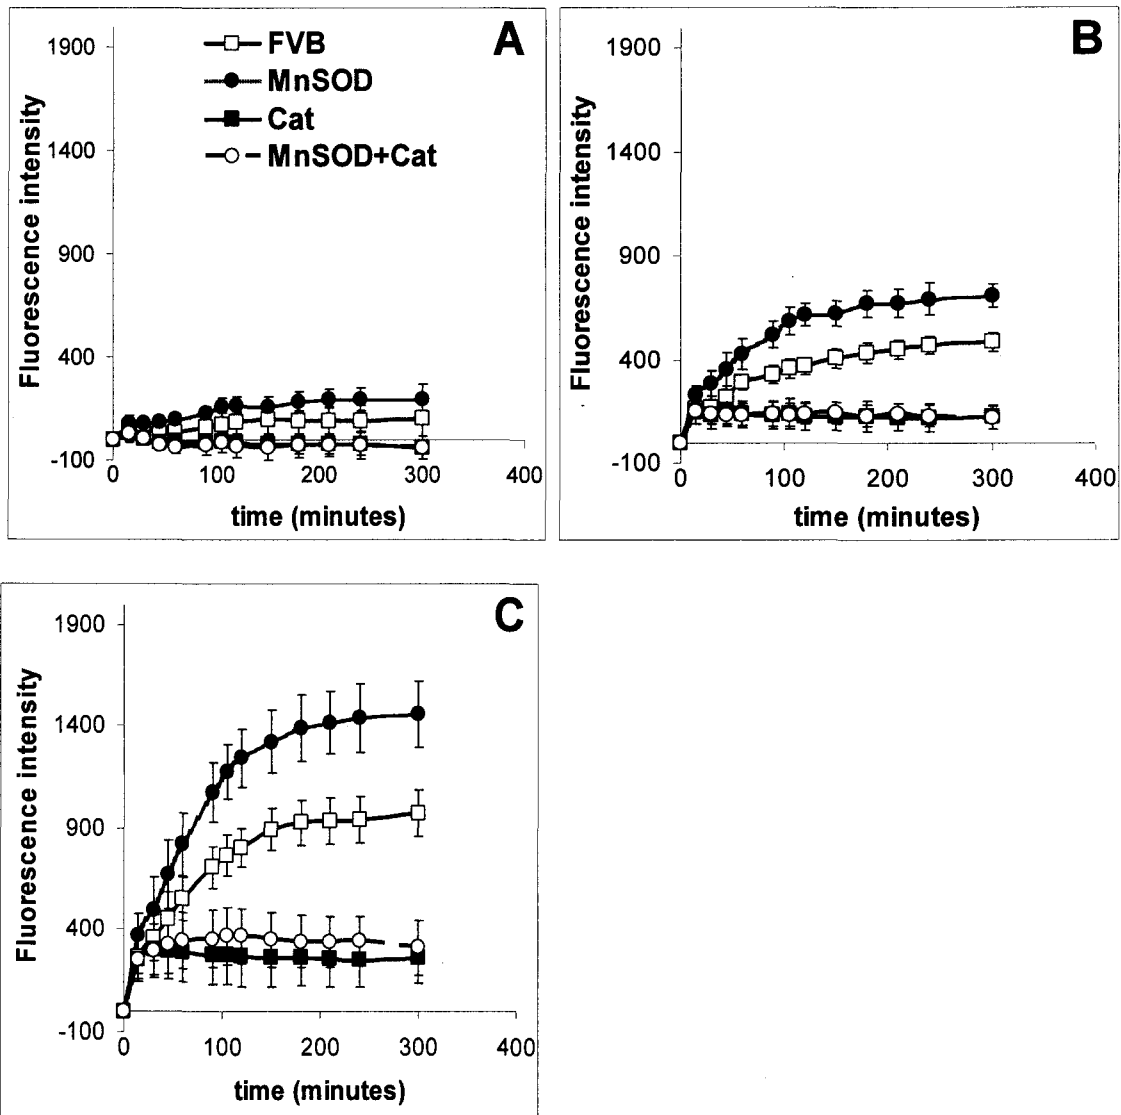 A
FVB
MnSOD
Cat
MnSOD+Cat
1900
1400
900
400
-100
0 100 200 300 400
Fluorescence intensity
time (minutes)
B
1900
1400
900
400
-100
0 100 200 300 400
Fluorescence intensity
time (minutes)
C
1900
1400
900
400
-100
0 100 200 300 400
Fluorescence intensity
time (minutes)